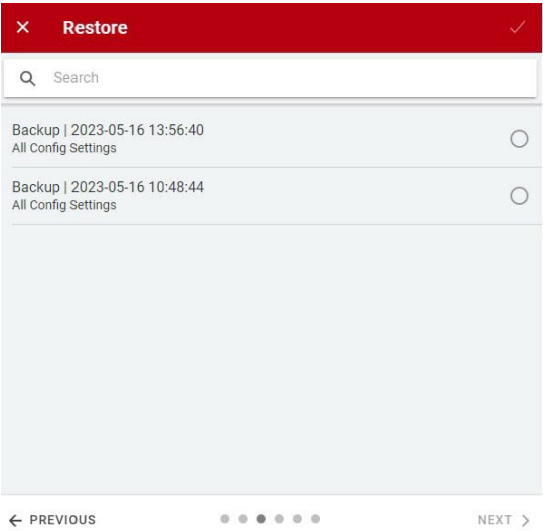 Restore
Search
Backup | 2023-05-16 13:56:40
All Config Settings
Backup | 2023-05-16 10:48:44
All Config Settings
PREVIOUS
NEXT